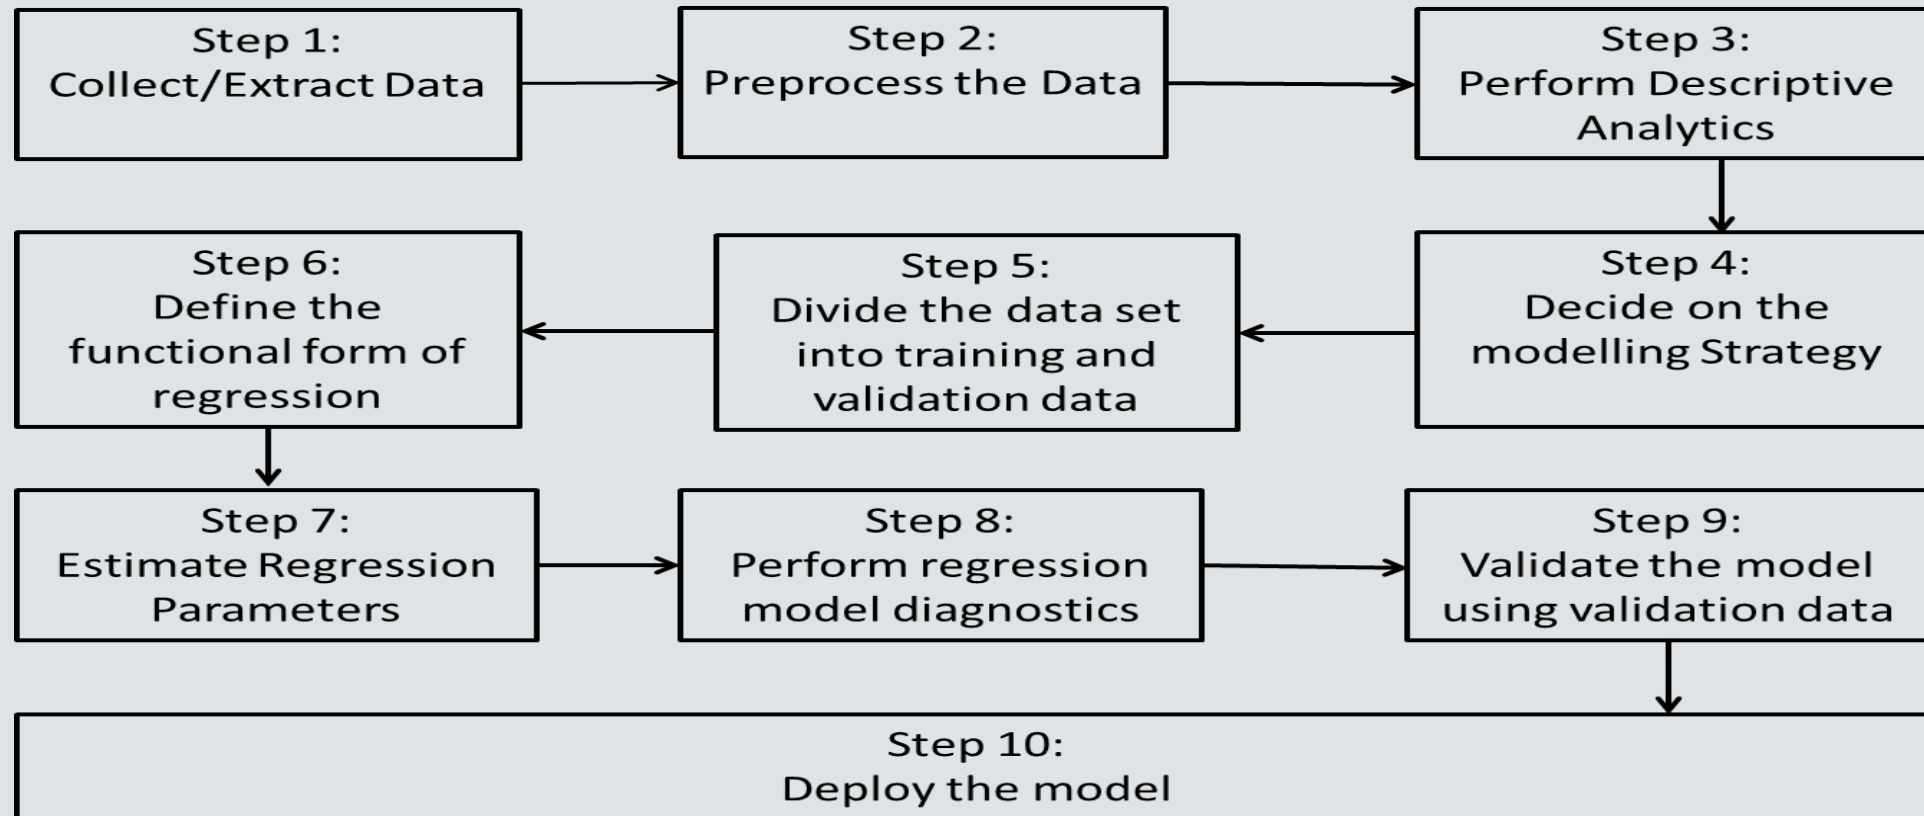 Step 1:
Collect/Extract Data
Step 2:
Preprocess the Data
Step 3:
Perform Descriptive
Analytics
Step 4:
Decide on the
modelling Strategy
Step 5:
Divide the data set
into training and
validation data
Step 6:
Define the
functional form of
regression
Step 7:
Estimate Regression
Parameters
Step 8:
Perform regression
model diagnostics
Step 9:
Validate the model
using validation data
Step 10:
Deploy the model